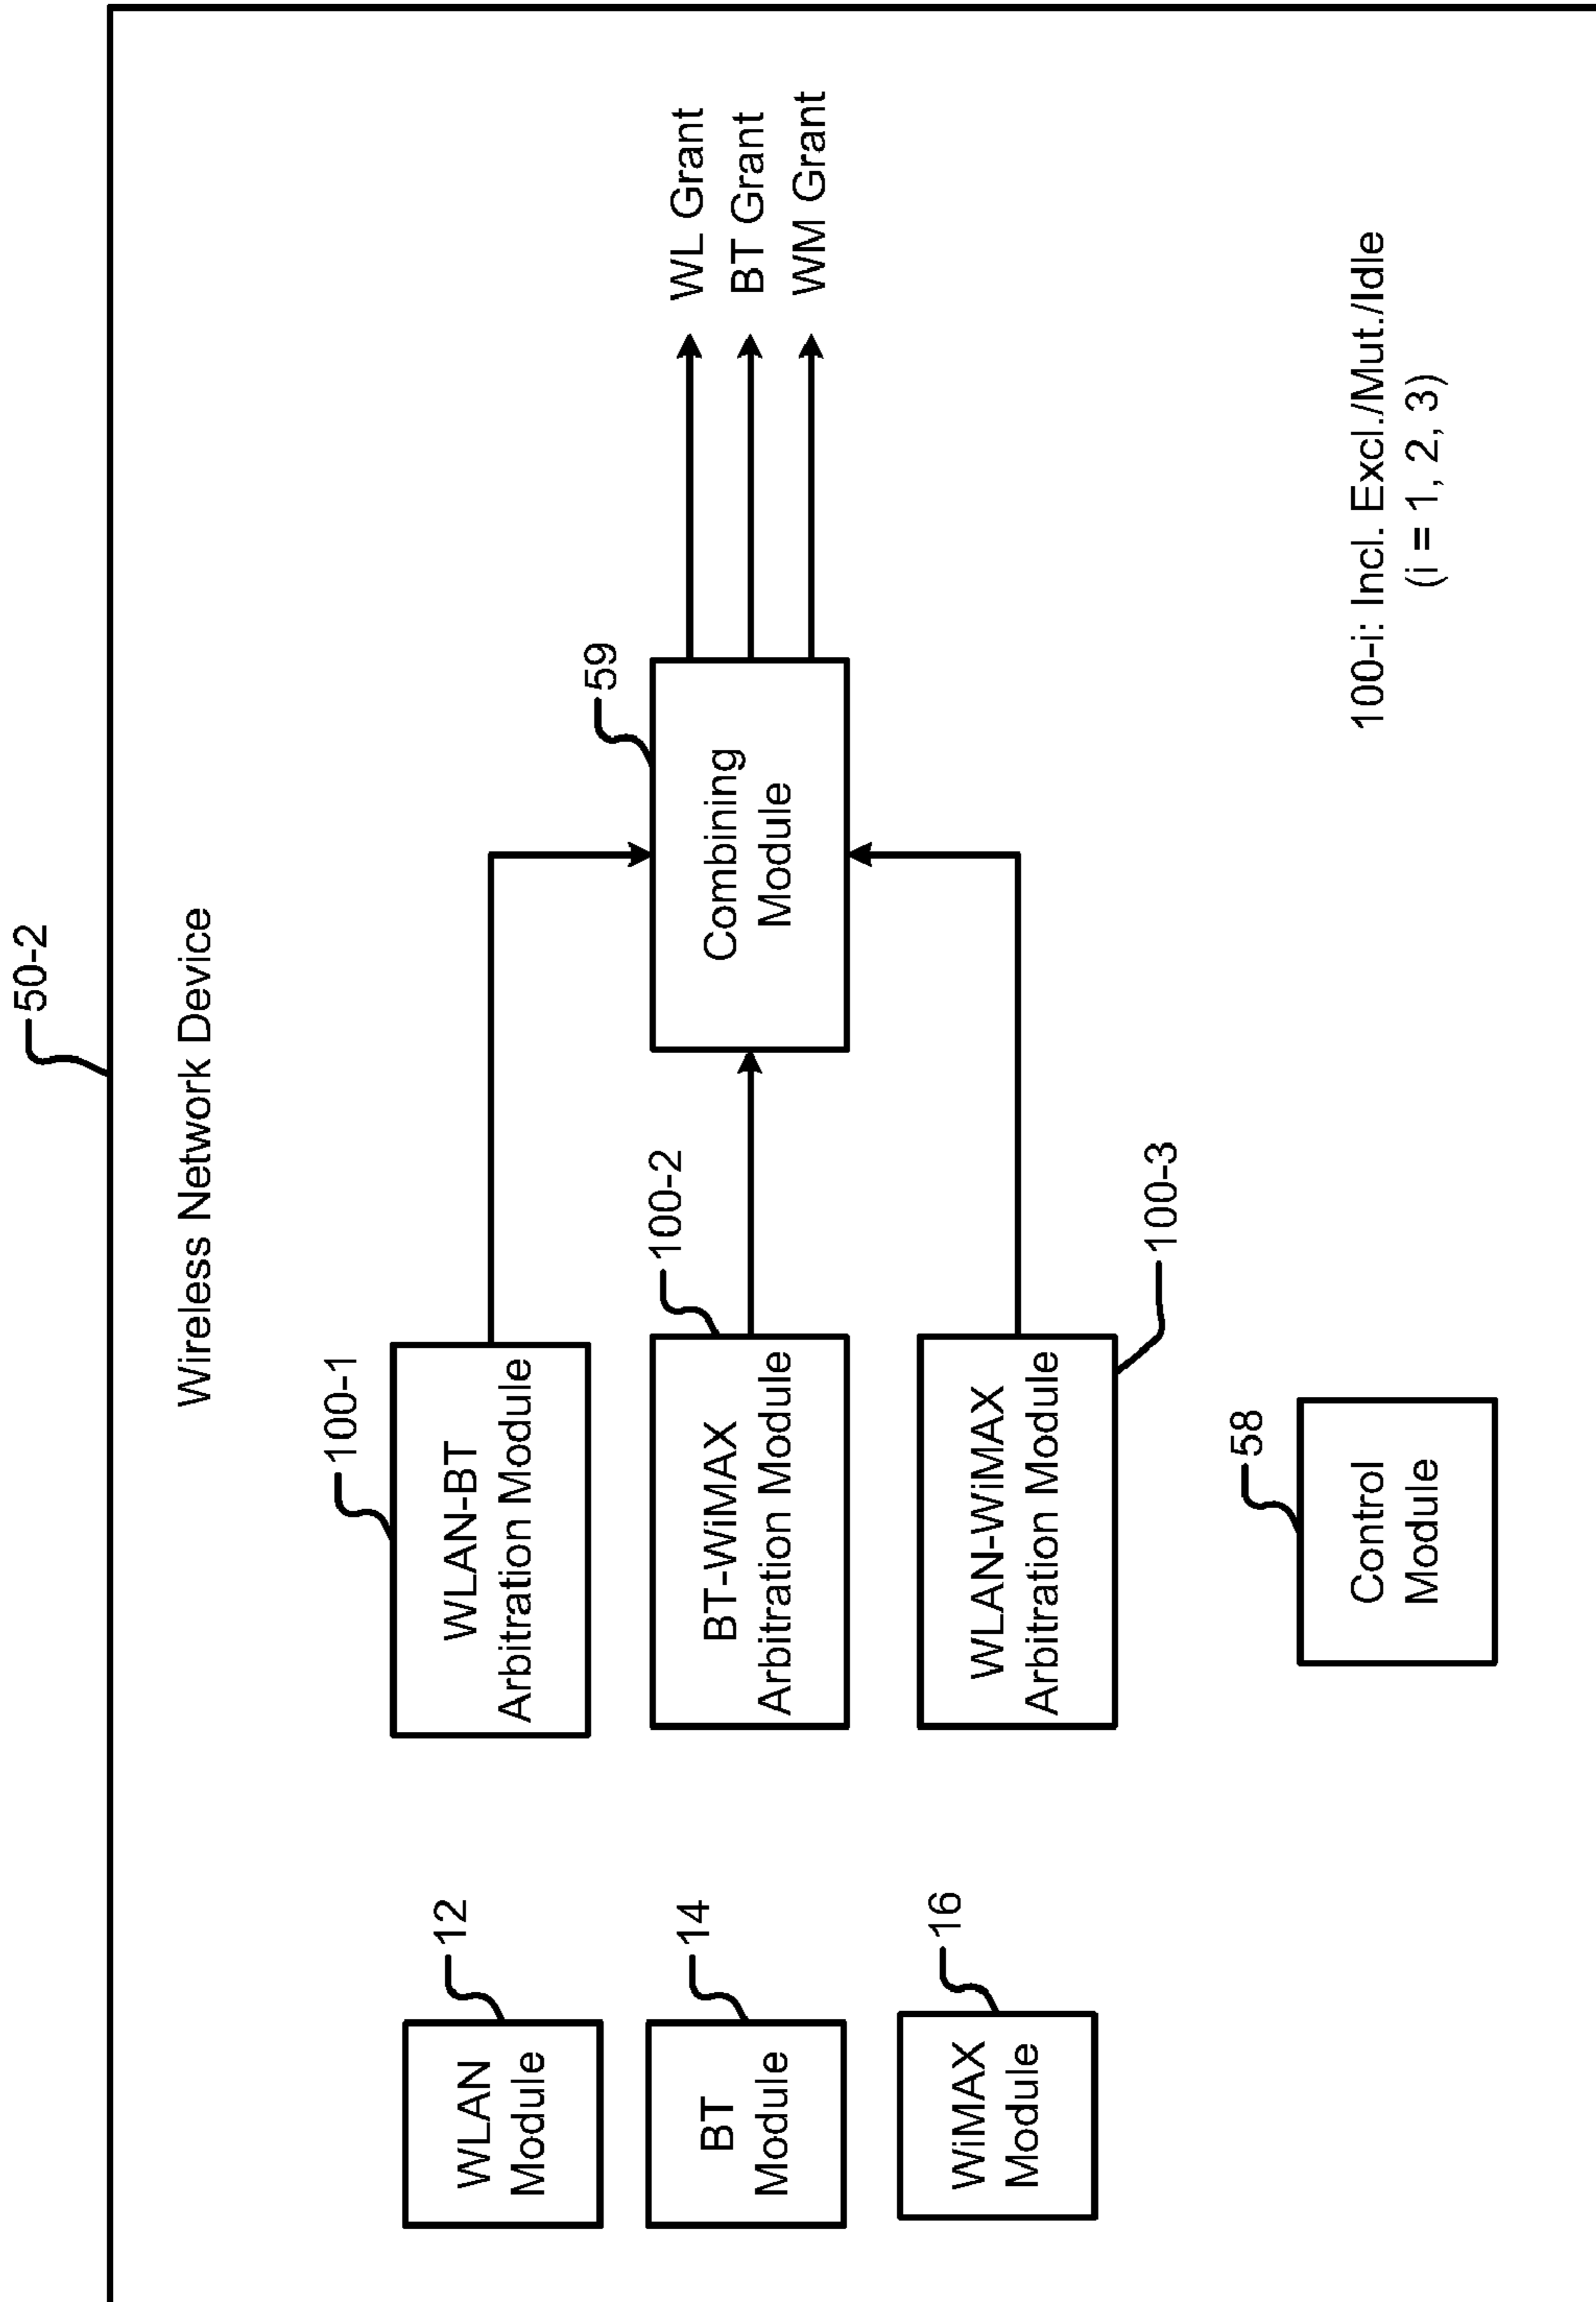 50-2
Wireless Network Device
12
WLAN
Module
14
BT
Module
16
WiMAX
Module
100-1
WLAN-BT
Arbitration Module
100-2
BT-WiMAX
Arbitration Module
100-3
WLAN-WiMAX
Arbitration Module
58
Control
Module
59
Combining
Module
WL Grant
BT Grant
WM Grant
100-i: Incl. Excl./Mut./Idle
(i = 1, 2, 3)